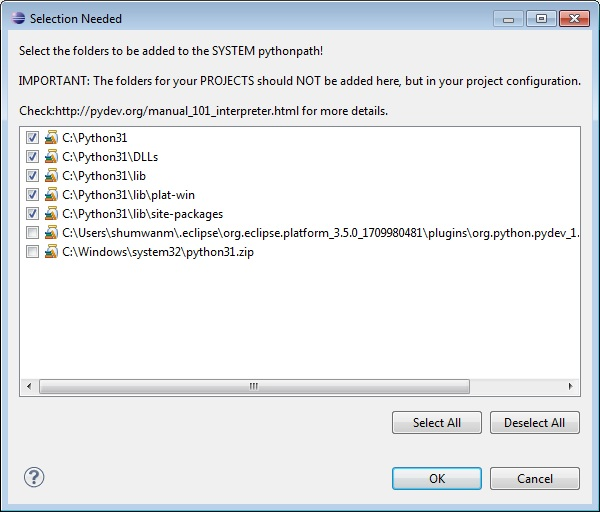 Selection Needed
Select the folders to be added to the SYSTEM pythonpath!
IMPORTANT: The folders for your PROJECTS should NOT be added here, but in your project configuration.
Check:http://pydev.org/manual_101_interpreter.html for more details.
C:\Python31
C:\Python31\DLLs
C:\Python31\lib
C:\Python31\lib\plat-win
C:\Python31\lib\site-packages
C:\Users\shumwanm\.eclipse\org.eclipse.platform_3.5.0_1709980481\plugins\org.python.pydev_1.
C:\Windows\system32\python31.zip
Select All Deselect All
? OK Cancel